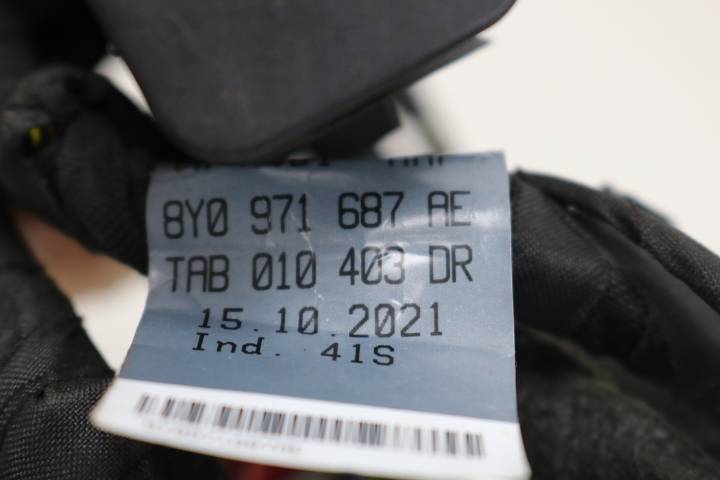 8Y0 971 687 AE
TAB 010 403 DR
15.10.2021
Ind. 41S